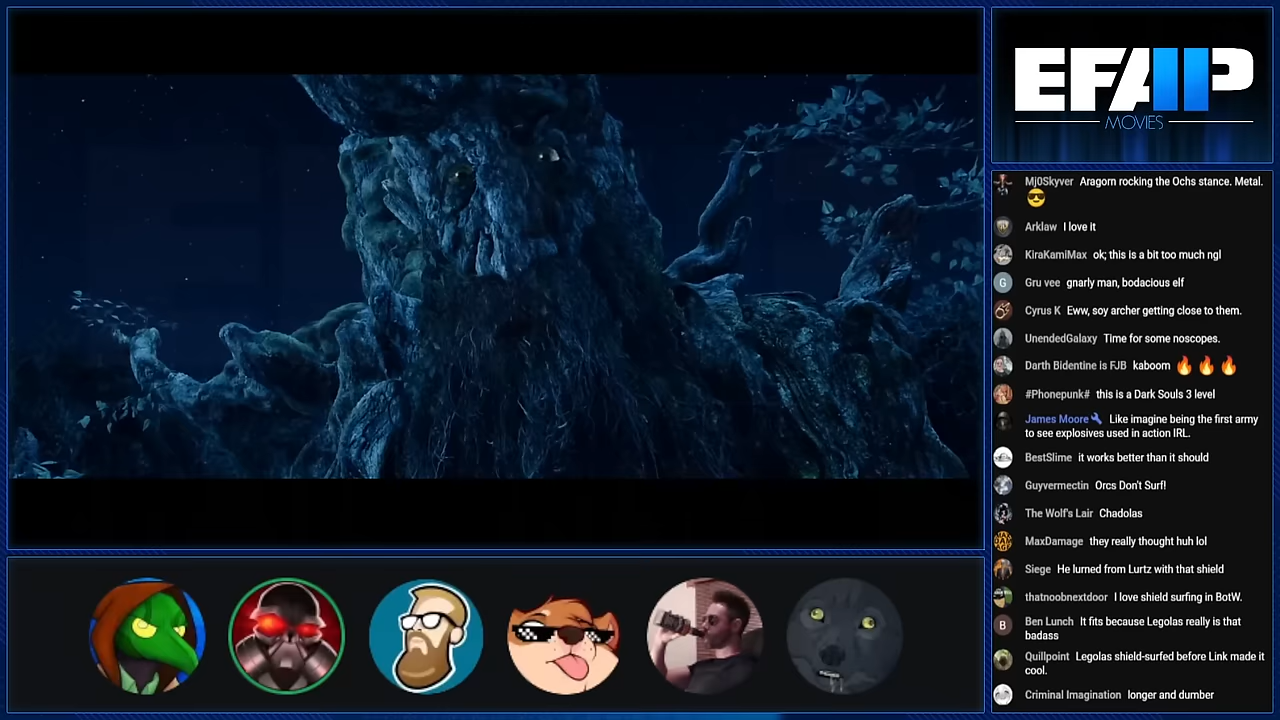 EFAP
MOVIES
Mj0Skyver Aragorn rocking the Ochs stance. Metal.
Arklaw I love it
KiraKamiMax ok; this is a bit too much ngl
G Gru vee gnarly man, bodacious elf
Cyrus K Eww, soy archer getting close to them.
UnendedGalaxy Time for some noscopes.
Darth Bidentine is FJB kaboom
#Phonepunk# this is a Dark Souls 3 level
James Moore Like imagine being the first army
to see explosives used in action IRL.
BestSlime it works better than it should
Guyvermectin Orcs Don't Surf!
The Wolf's Lair Chadolas
MaxDamage they really thought huh lol
Siege He lurned from Lurtz with that shield
thatnoobnextdoor I love shield surfing in BotW.
B Ben Lunch It fits because Legolas really is that
badass
Quillpoint Legolas shield-surfed before Link made it
cool.
Criminal Imagination longer and dumber